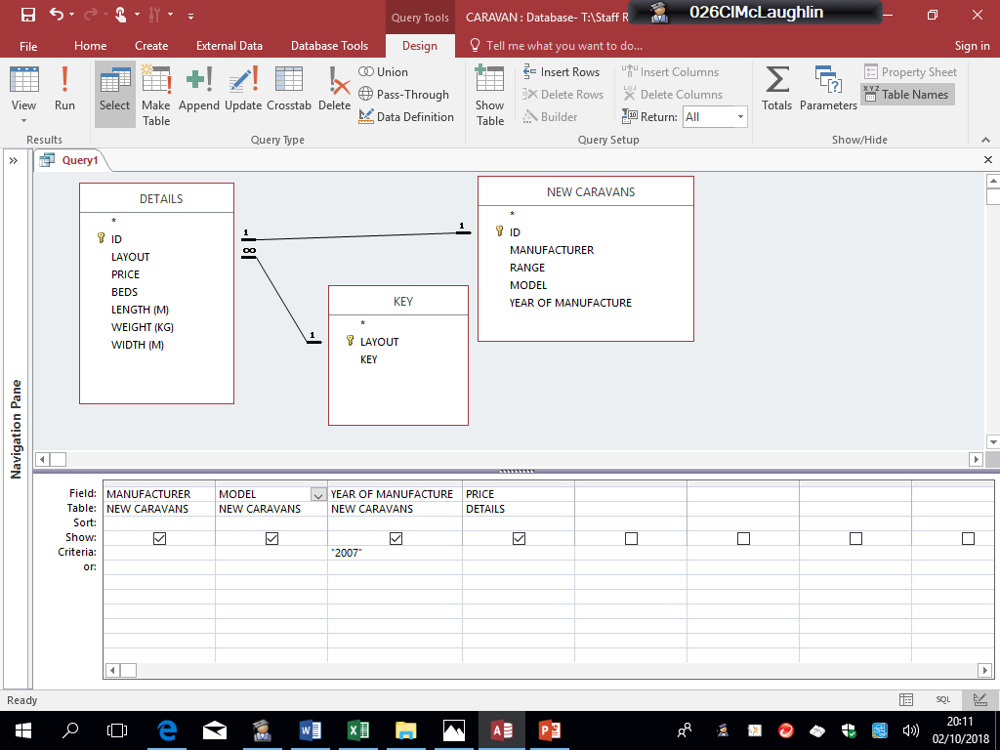 Query Tools
CARAVAN : Database- T:\Staff R
026ClMcLaughlin
File Home Create External Data Database Tools Design Tell me what you want to do... Sign in
View
Run
Select
Make Table
Append
Update
Crosstab
Delete
Union
Pass-Through
Data Definition
Show Table
Insert Rows
Delete Rows
Builder
Insert Columns
Delete Columns
Return: All
Totals
Parameters
Property Sheet
Table Names
Results
Query Type
Query Setup
Show/Hide
Query1
Navigation Pane
DETAILS
*
ID
LAYOUT
PRICE
BEDS
LENGTH (M)
WEIGHT (KG)
WIDTH (M)
1
∞
1
1
KEY
*
LAYOUT
KEY
NEW CARAVANS
*
ID
MANUFACTURER
RANGE
MODEL
YEAR OF MANUFACTURE
Field: MANUFACTURER MODEL YEAR OF MANUFACTURE PRICE
Table: NEW CARAVANS NEW CARAVANS NEW CARAVANS DETAILS
Sort:
Show:
Criteria: "2007"
or:
Ready
SQL
20:11
02/10/2018